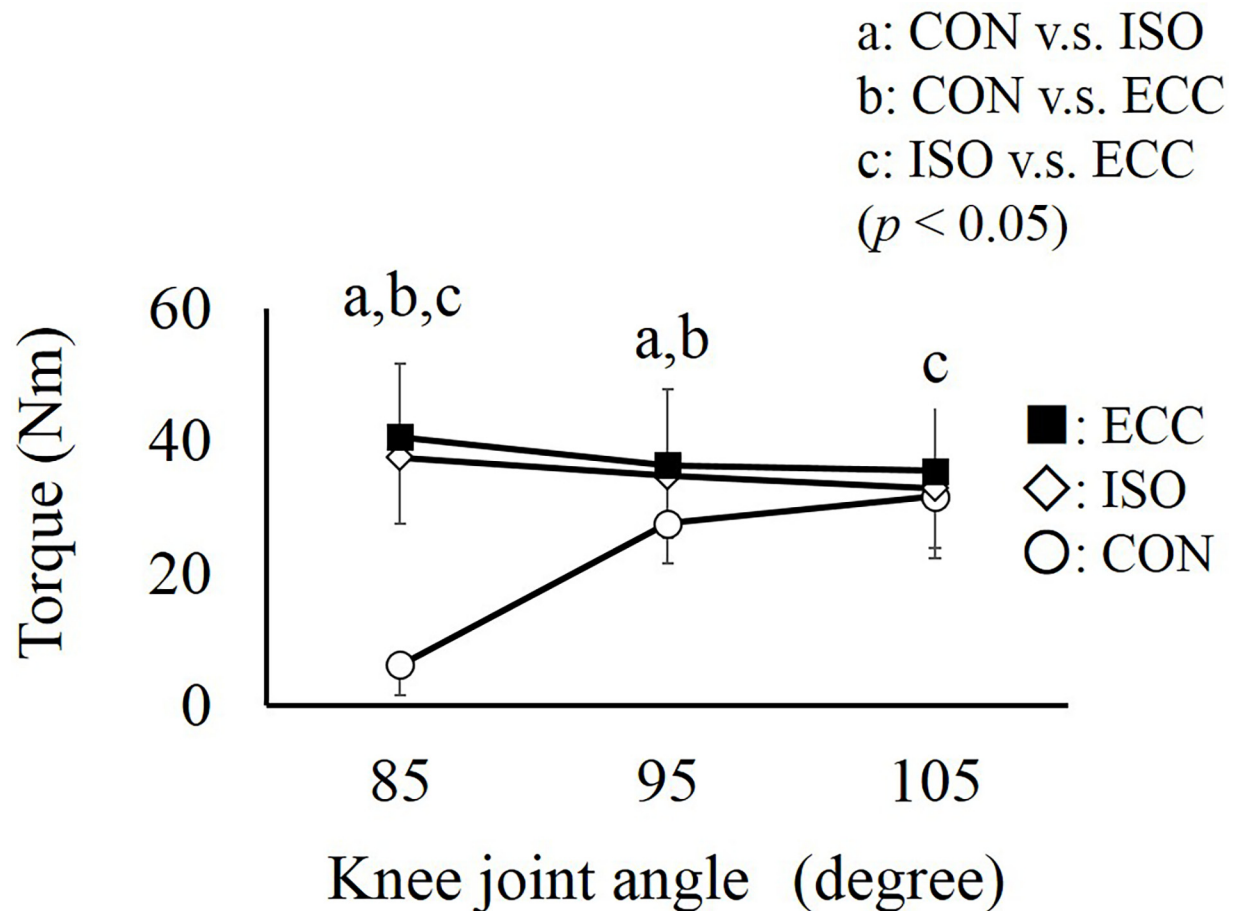 a: CON v.s. ISO
b: CON v.s. ECC
c: ISO v.s. ECC
(p < 0.05)
a,b,c
a,b
c
60
40
20
0
Torque (Nm)
: ECC
: ISO
: CON
85 95 105
Knee joint angle (degree)